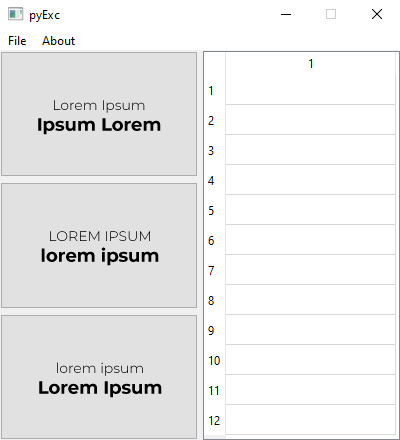 pyExc
File About
Lorem Ipsum
Ipsum Lorem
LOREM IPSUM
lorem ipsum
lorem ipsum
Lorem Ipsum
1
1
2
3
4
5
6
7
8
9
10
11
12